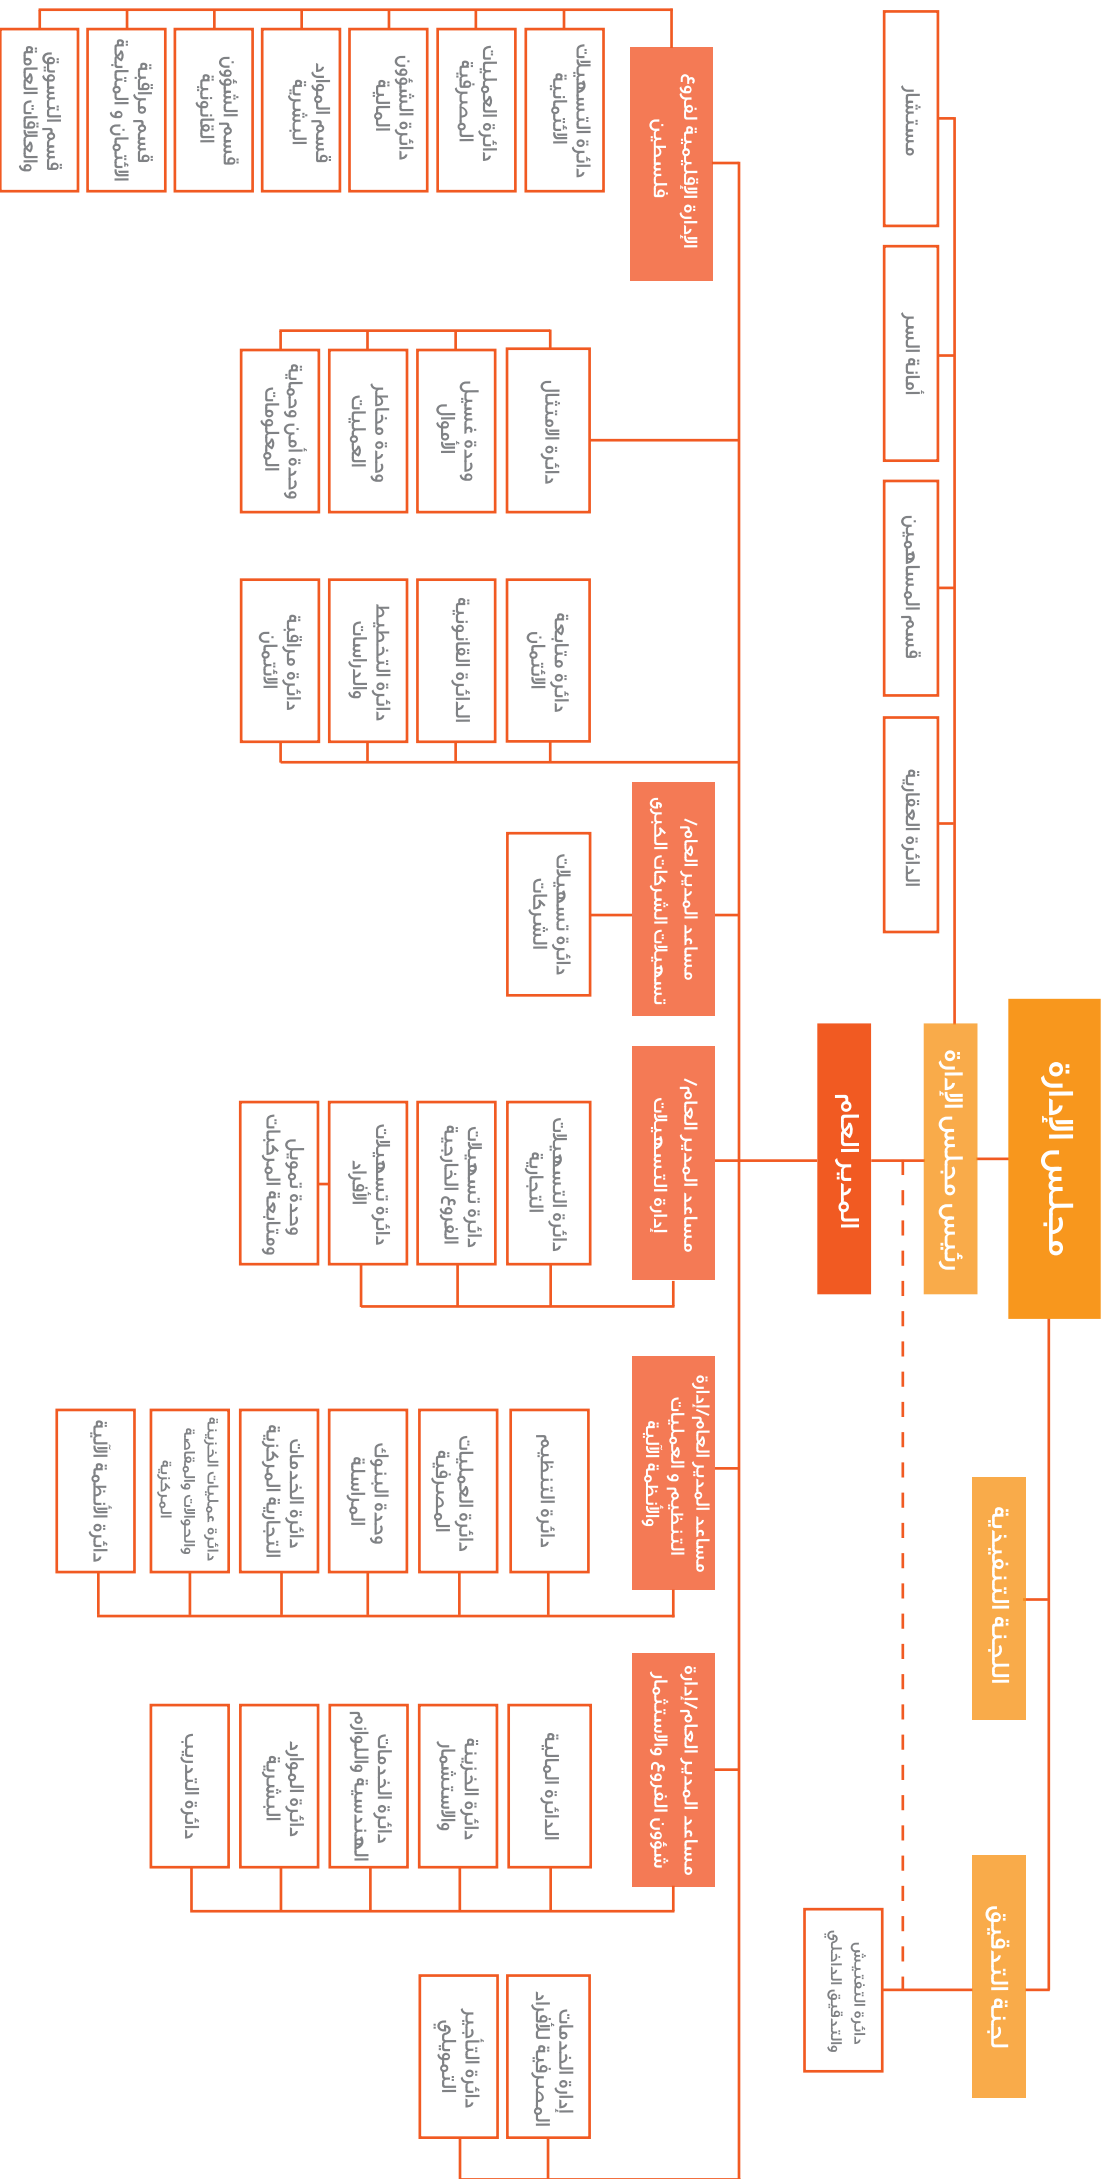 مجلس الإدارة
رئيس مجلس الإدارة
المدير العام
اللجنة التنفيذية
لجنة التدقيق
دائرة التفتيش
والتدقيق الداخلي
مستشار
أمانة السر
قسم المساهمين
الدائرة العقارية
الإدارة الإقليمية لفروع
فلسطين
دائرة التسهيلات
الائتمانية
دائرة العمليات
المصرفية
دائرة الشؤون
المالية
قسم الموارد
البشرية
قسم الشؤون
القانونية
قسم مراقبة
الائتمان و المتابعة
قسم التسويق
والعلاقات العامة
دائرة الامتثال
وحدة غسيل
الأموال
وحدة مخاطر
العمليات
وحدة أمن وحماية
المعلومات
دائرة متابعة
الائتمان
الدائرة القانونية
دائرة التخطيط
والدراسات
دائرة مراقبة
الائتمان
مساعد المدير العام/
تسهيلات الشركات الكبرى
دائرة تسهيلات
الشركات
مساعد المدير العام/
إدارة التسهيلات
دائرة التسهيلات
التجارية
دائرة تسهيلات
الفروع الخارجية
دائرة تسهيلات
الأفراد
وحدة تمويل
ومتابعة المركبات
مساعد المدير العام/إدارة
التنظيم و العمليات
والأنظمة الآلية
دائرة التنظيم
دائرة العمليات
المصرفية
وحدة البنوك
المراسلة
دائرة الخدمات
التجارية المركزية
دائرة عمليات الخزينة
والحوالات والمقاصة
المركزية
دائرة الأنظمة الآلية
مساعد المدير العام/إدارة
شؤون الفروع والاستثمار
الدائرة المالية
دائرة الخزينة
والاستثمار
دائرة الخدمات
الهندسية واللوازم
دائرة الموارد
البشرية
دائرة التدريب
إدارة الخدمات
المصرفية للأفراد
دائرة التأجير
التمويلي